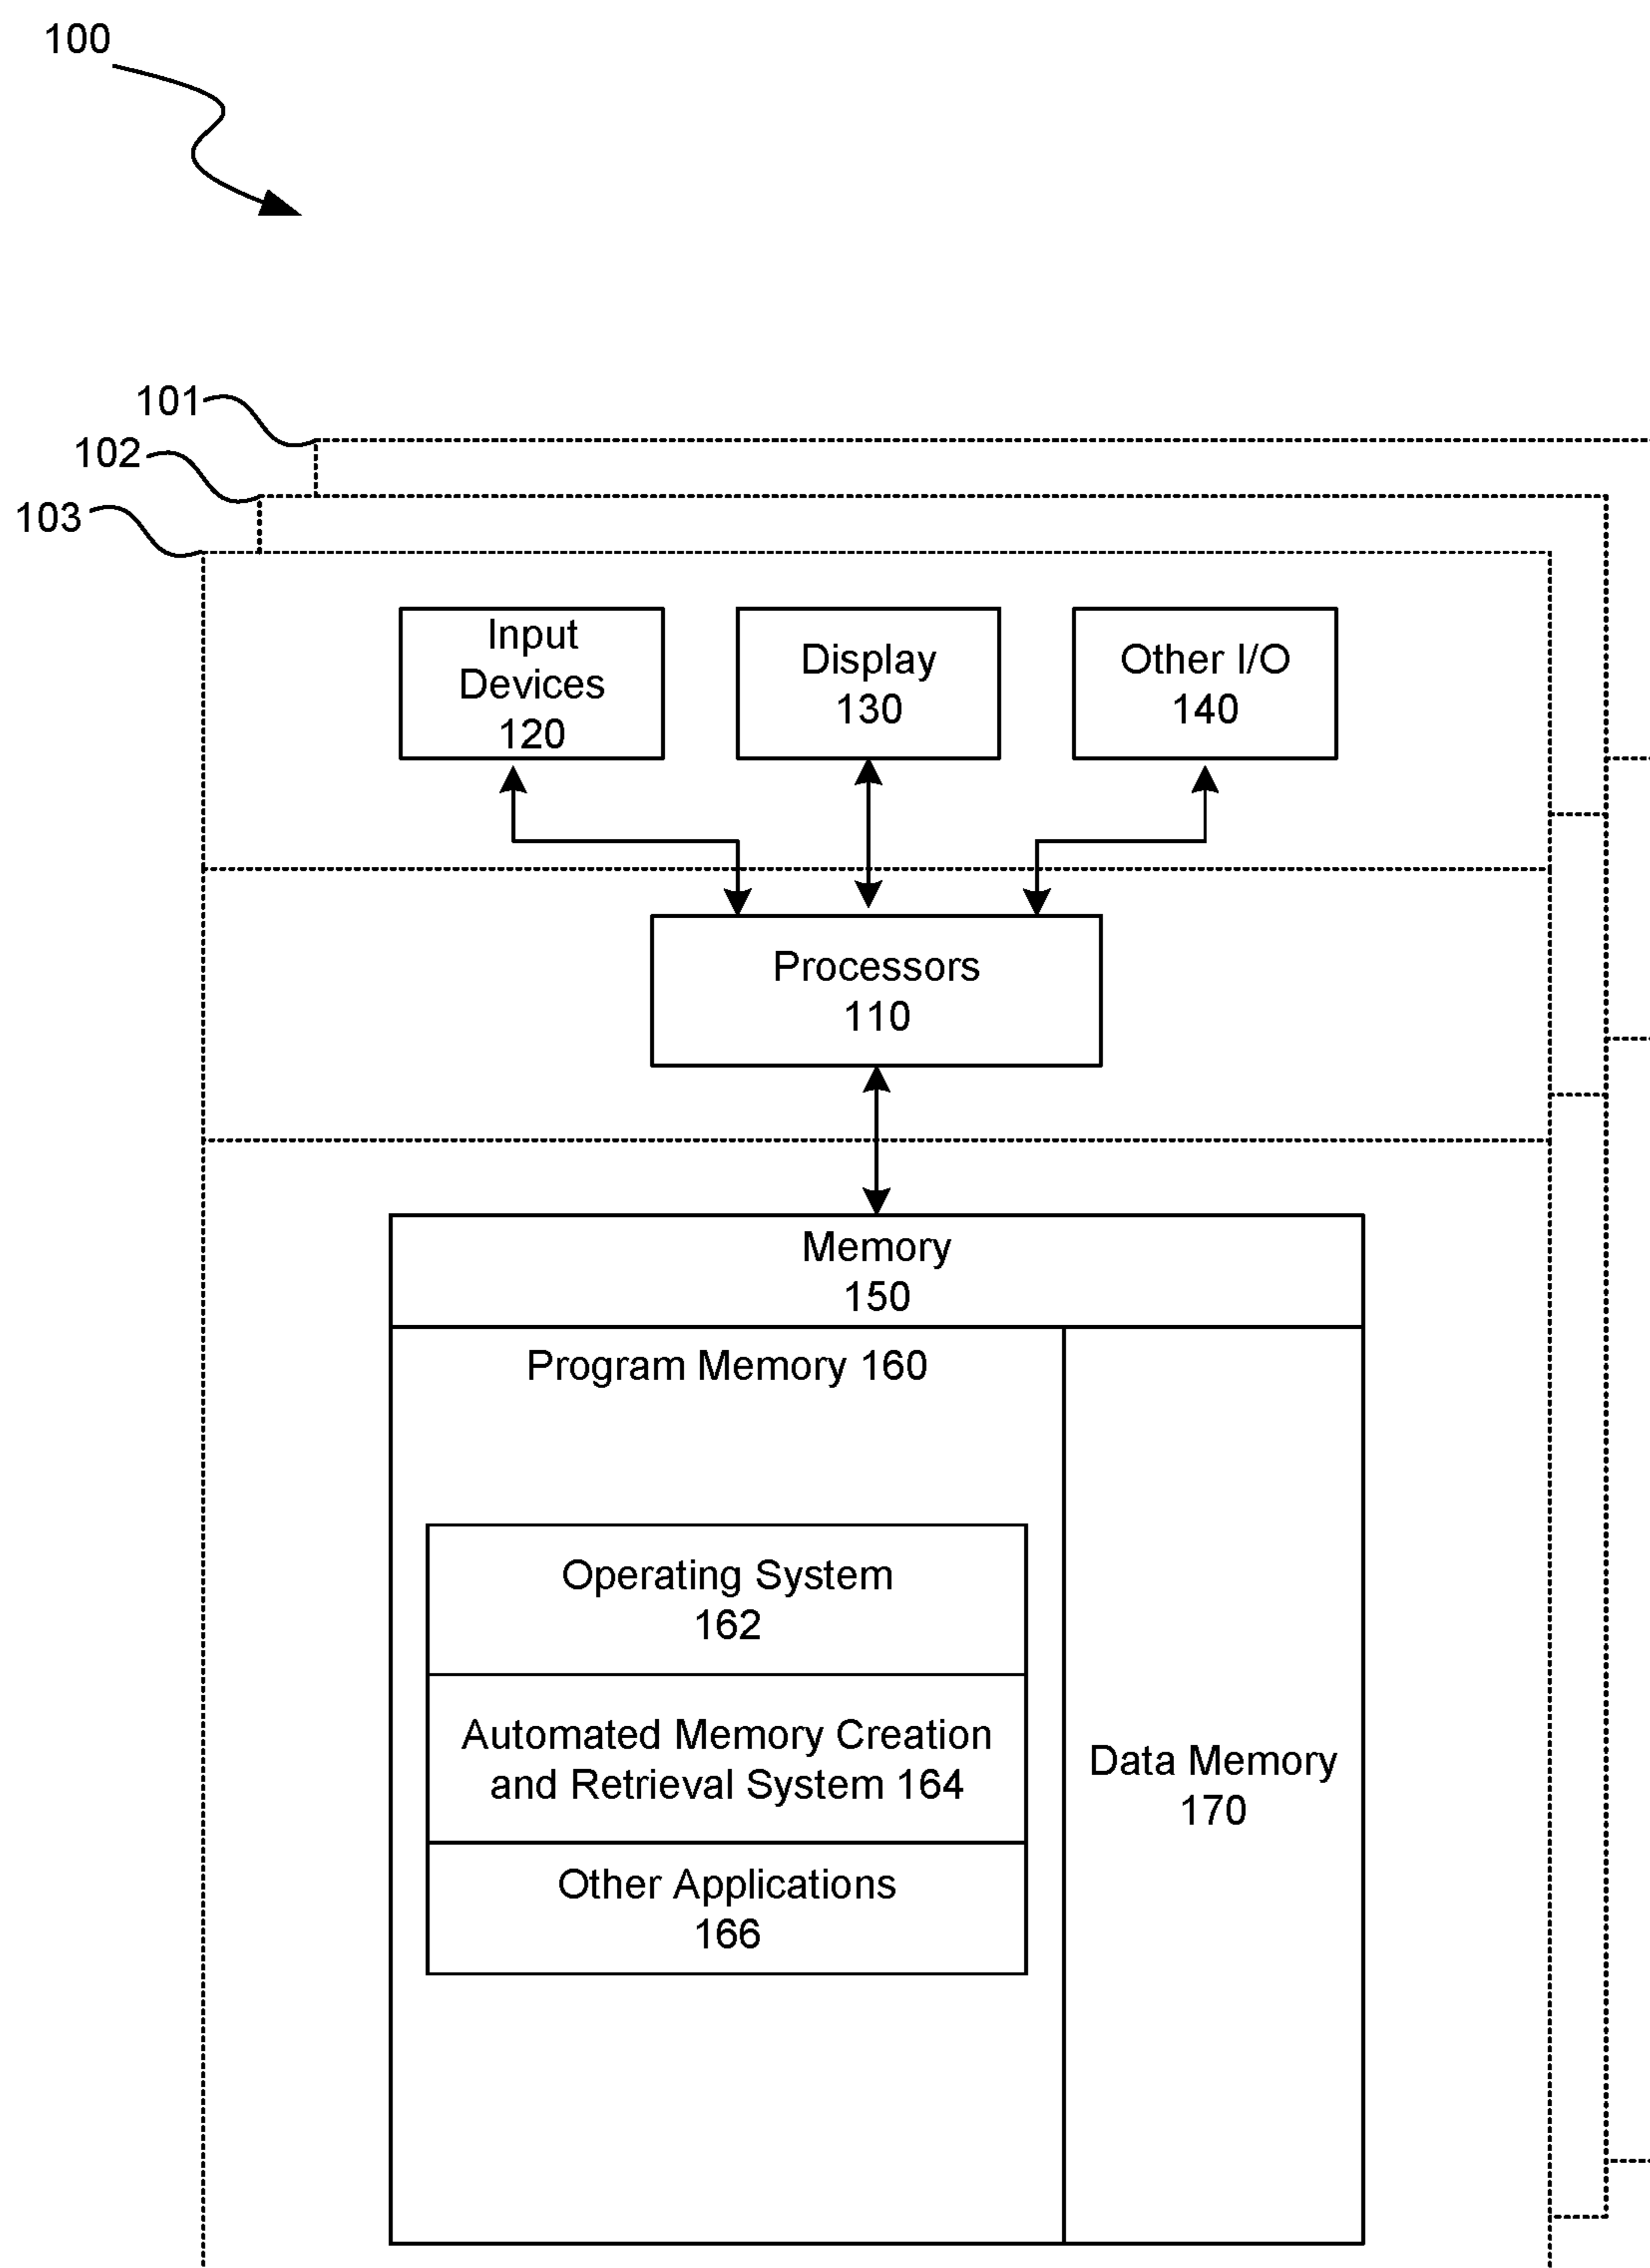 100
101
102
103
Input
Devices
120
Display
130
Other I/O
140
Processors
110
Memory
150
Program Memory 160
Operating System
162
Automated Memory Creation
and Retrieval System 164
Other Applications
166
Data Memory
170